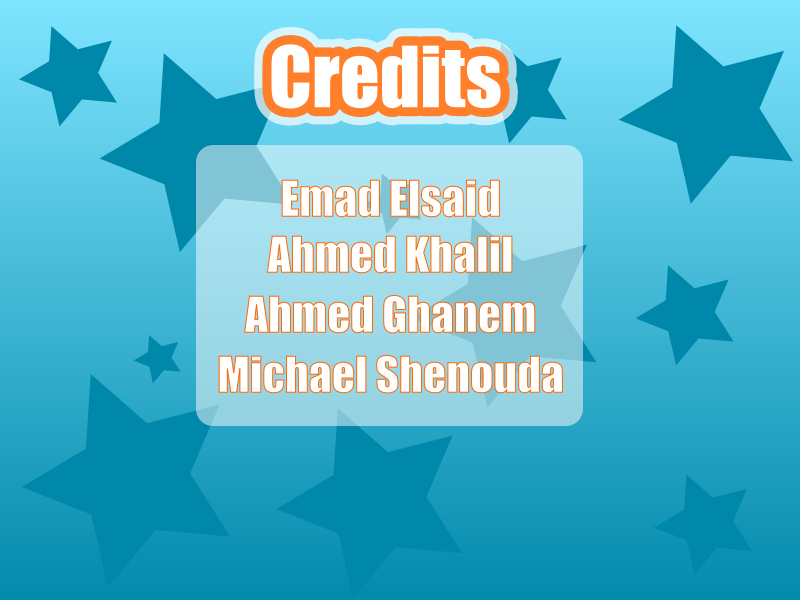 Credits
Emad Elsaid
Ahmed Khalil
Ahmed Ghanem
Michael Shenouda